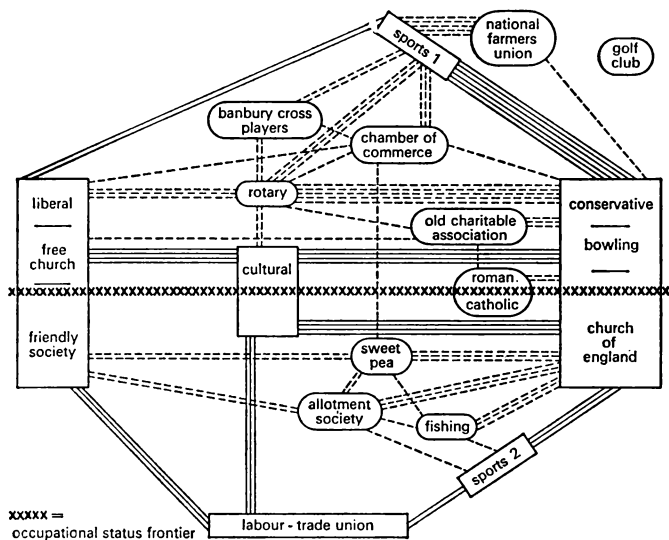 sports 1
national
farmers
union
golf
club
banbury cross
players
chamber of
commerce
liberal
rotary
conservative
old charitable
association
free
church
cultural
bowling
roman
catholic
friendly
society
church
of
england
sweet
pea
allotment
society
fishing
sports 2
xxxxx =
occupational status frontier
labour - trade union